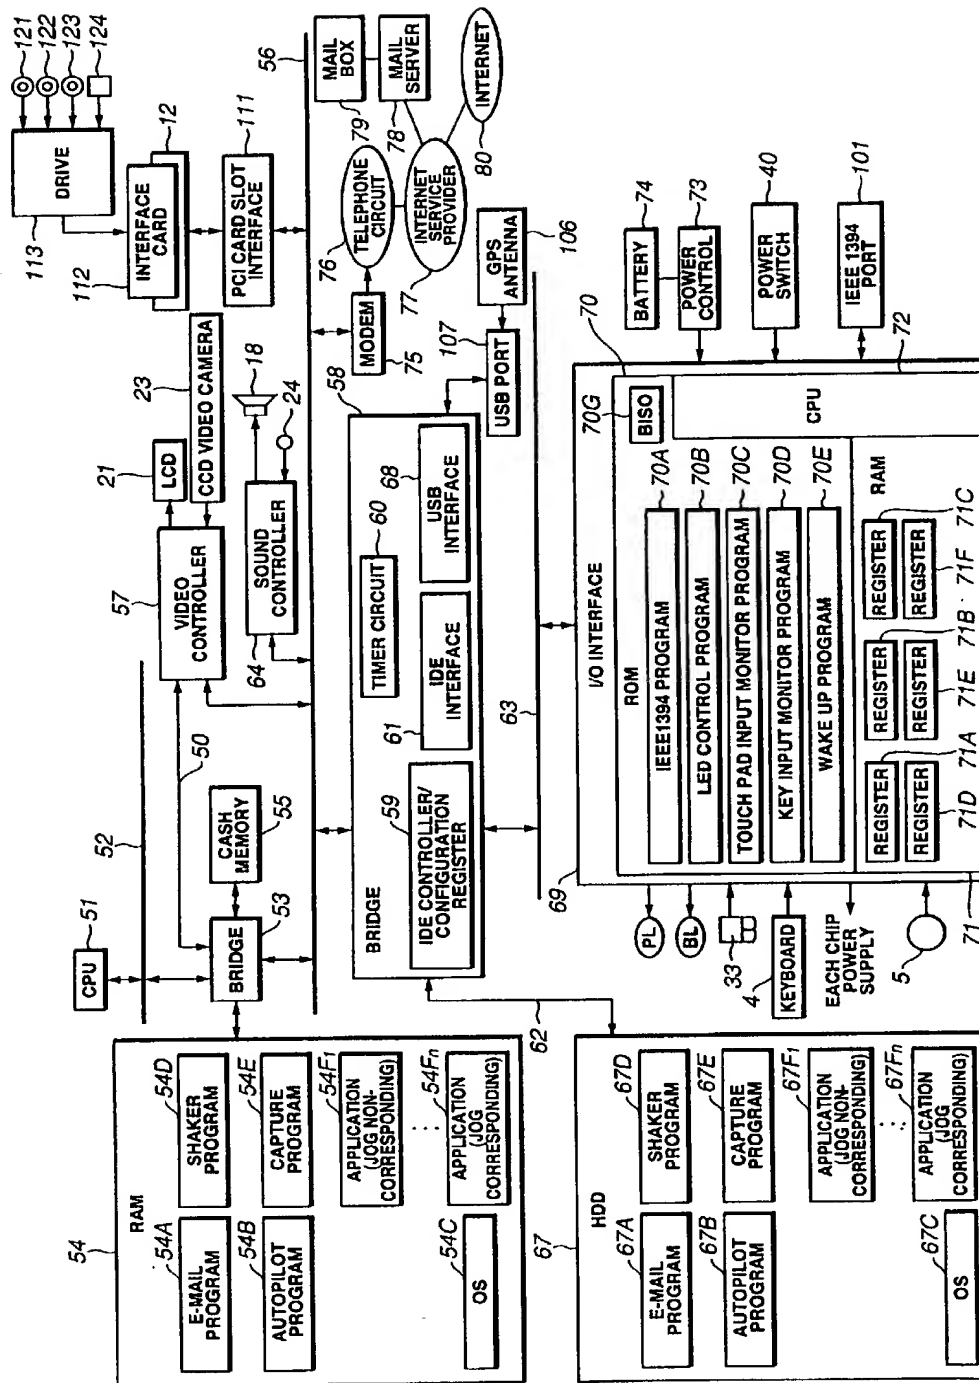 121
122
123
124
DRIVE
113
INTERFACE
CARD
12
112
PCI CARD SLOT
INTERFACE
111
56
MAIL
BOX
79
MAIL
SERVER
78
INTERNET
80
TELEPHONE
CIRCUIT
76
INTERNET
SERVICE
PROVIDER
77
MODEM
75
GPS
ANTENNA
106
USB PORT
107
LCD
21
CCD VIDEO CAMERA
23
18
24
VIDEO
CONTROLLER
57
SOUND
CONTROLLER
64
50
52
CPU
51
BRIDGE
53
CASH
MEMORY
55
BRIDGE
58
IDE CONTROLLER/
CONFIGURATION
REGISTER
59
TIMER CIRCUIT
60
IDE
INTERFACE
61
USB
INTERFACE
68
62
63
RAM
54
E-MAIL
PROGRAM
54A
AUTOPILOT
PROGRAM
54B
OS
54C
SHAKER
PROGRAM
54D
CAPTURE
PROGRAM
54E
APPLICATION
(JOG NON-
CORRESPONDING)
54F1
APPLICATION
(JOG
CORRESPONDING)
54Fn
HDD
67
E-MAIL
PROGRAM
67A
AUTOPILOT
PROGRAM
67B
OS
67C
SHAKER
PROGRAM
67D
CAPTURE
PROGRAM
67E
APPLICATION
(JOG NON-
CORRESPONDING)
67F1
APPLICATION
(JOG
CORRESPONDING)
67Fn
I/O INTERFACE
69
ROM
70
BISO
70G
IEEE1394 PROGRAM
70A
LED CONTROL PROGRAM
70B
TOUCH PAD INPUT MONITOR PROGRAM
70C
KEY INPUT MONITOR PROGRAM
70D
WAKE UP PROGRAM
70E
CPU
72
RAM
71
REGISTER
71A
REGISTER
71B
REGISTER
71C
REGISTER
71D
REGISTER
71E
REGISTER
71F
PL
BL
33
KEYBOARD
4
EACH CHIP
POWER
SUPPLY
5
BATTERY
74
POWER
CONTROL
73
POWER
SWITCH
40
IEEE 1394
PORT
101